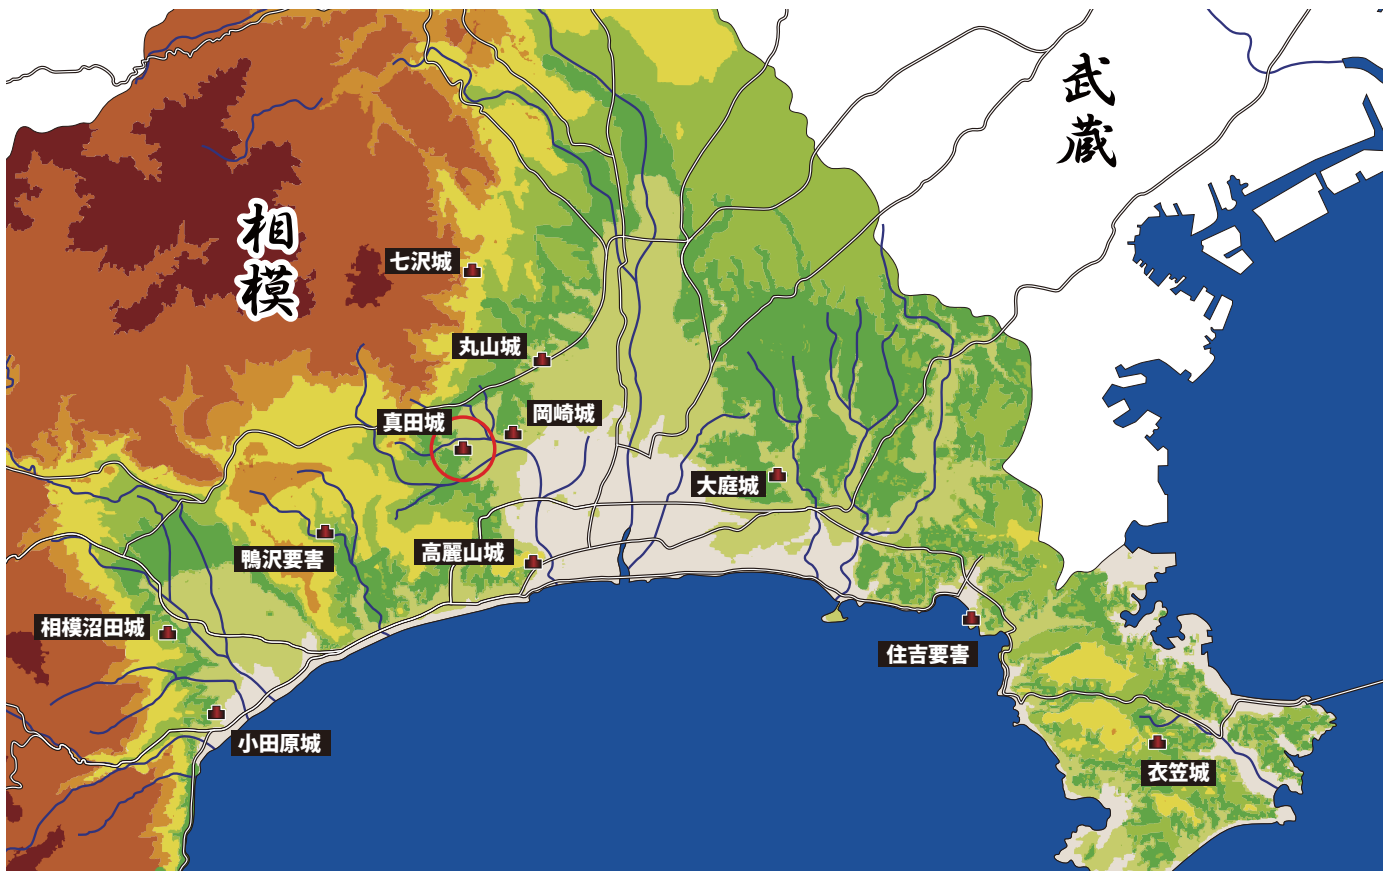 武蔵
相模
七沢城
丸山城
岡崎城
真田城
大庭城
鴨沢要害
高麗山城
相模沼田城
住吉要害
小田原城
衣笠城